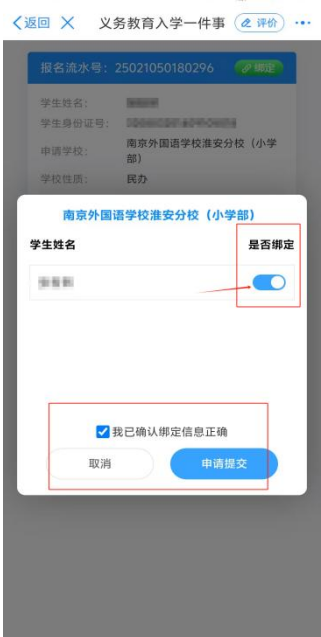 返回 义务教育入学一件事 评价
报名流水号：25021050180296 绑定
学生姓名：
学生身份证号：
申请学校： 南京外国语学校淮安分校（小学部）
学校性质： 民办
南京外国语学校淮安分校（小学部）
学生姓名 是否绑定
我已确认绑定信息正确
取消 申请提交